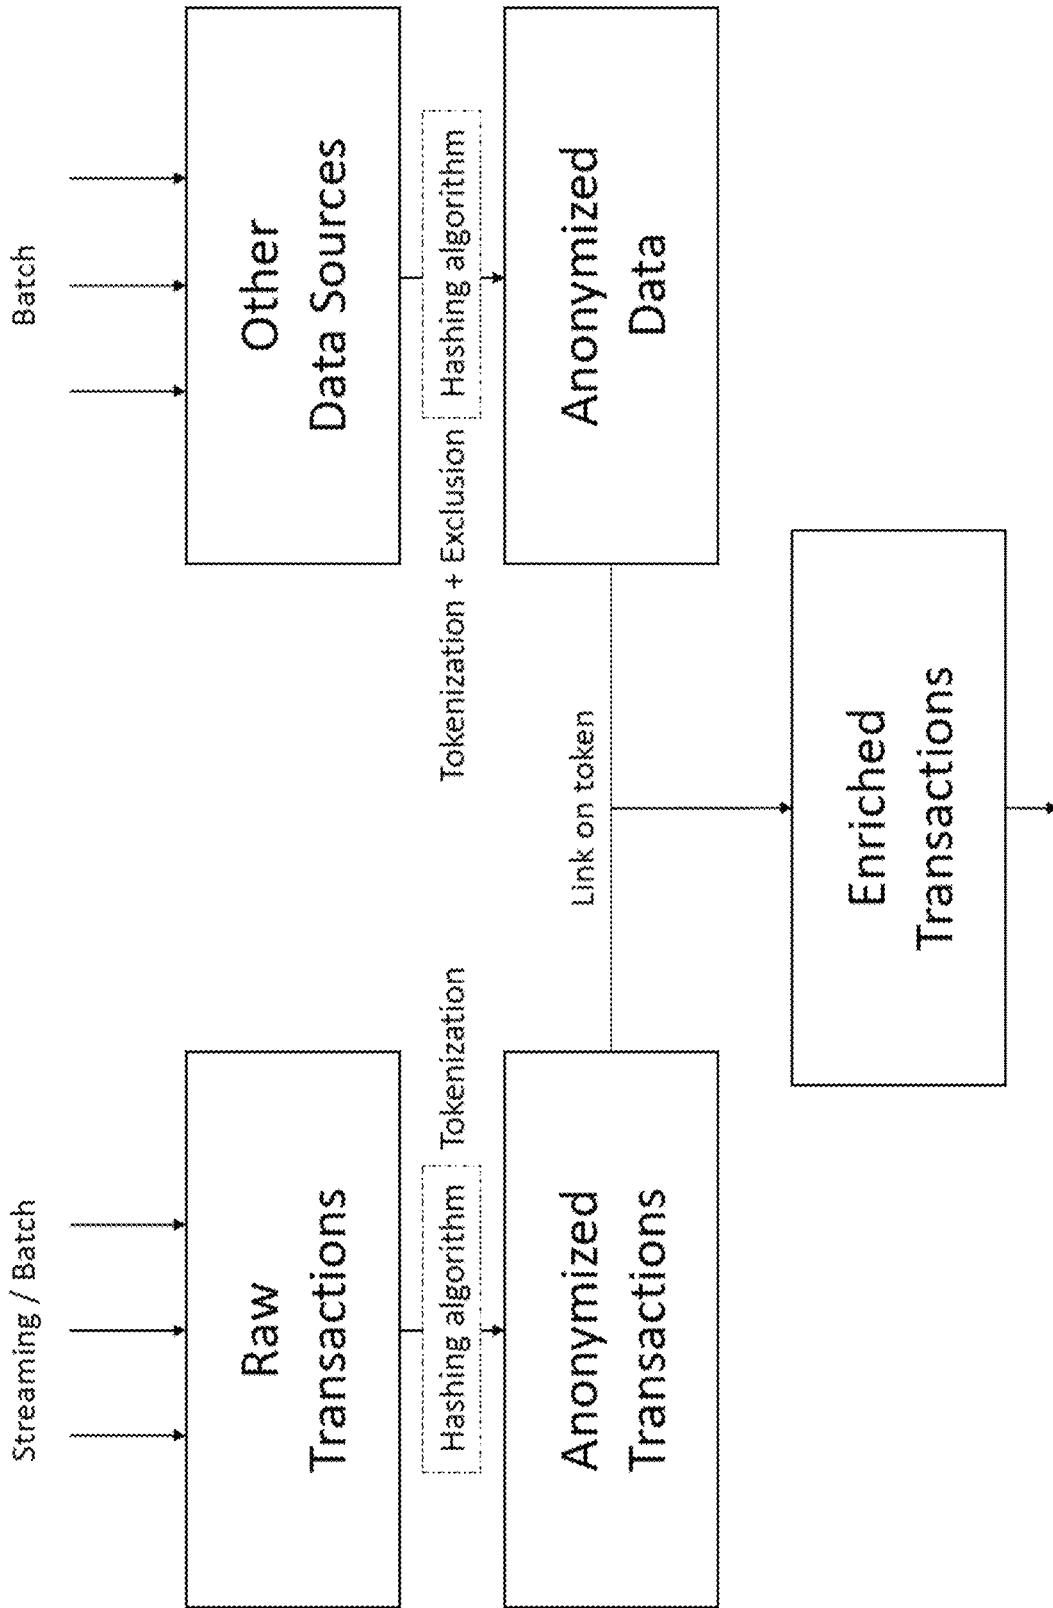 Streaming / Batch
Batch
Raw
Transactions
Other
Data Sources
Hashing algorithm
Tokenization
Tokenization + Exclusion
Hashing algorithm
Anonymized
Transactions
Link on token
Anonymized
Data
Enriched
Transactions